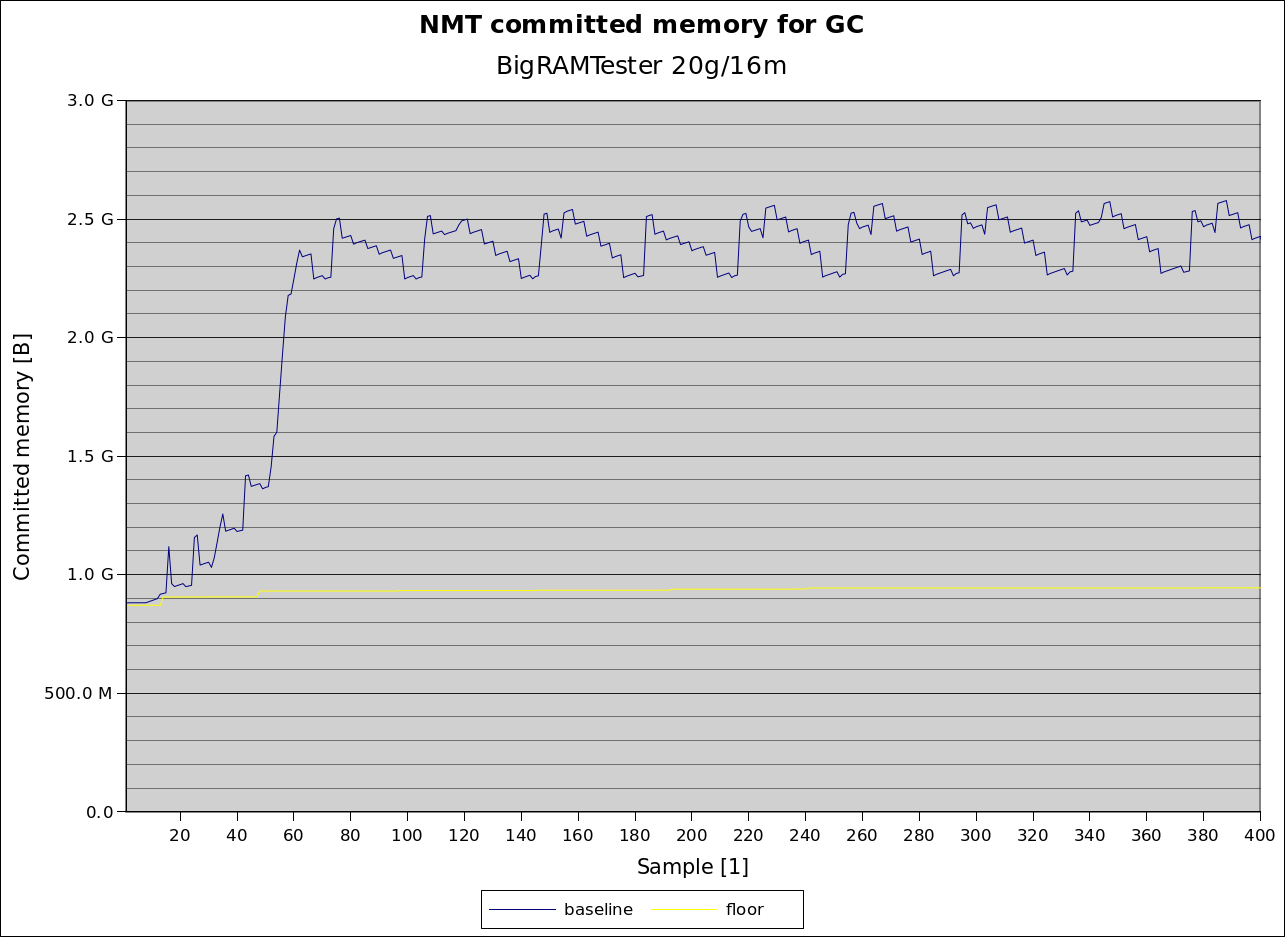 NMT committed memory for GC
BigRAMTester 20g/16m
3.0 G
2.5 G
2.0 G
1.5 G
1.0 G
500.0 M
0.0
Committed memory [B]
20 40 60 80 100 120 140 160 180 200 220 240 260 280 300 320 340 360 380 400
Sample [1]
baseline floor